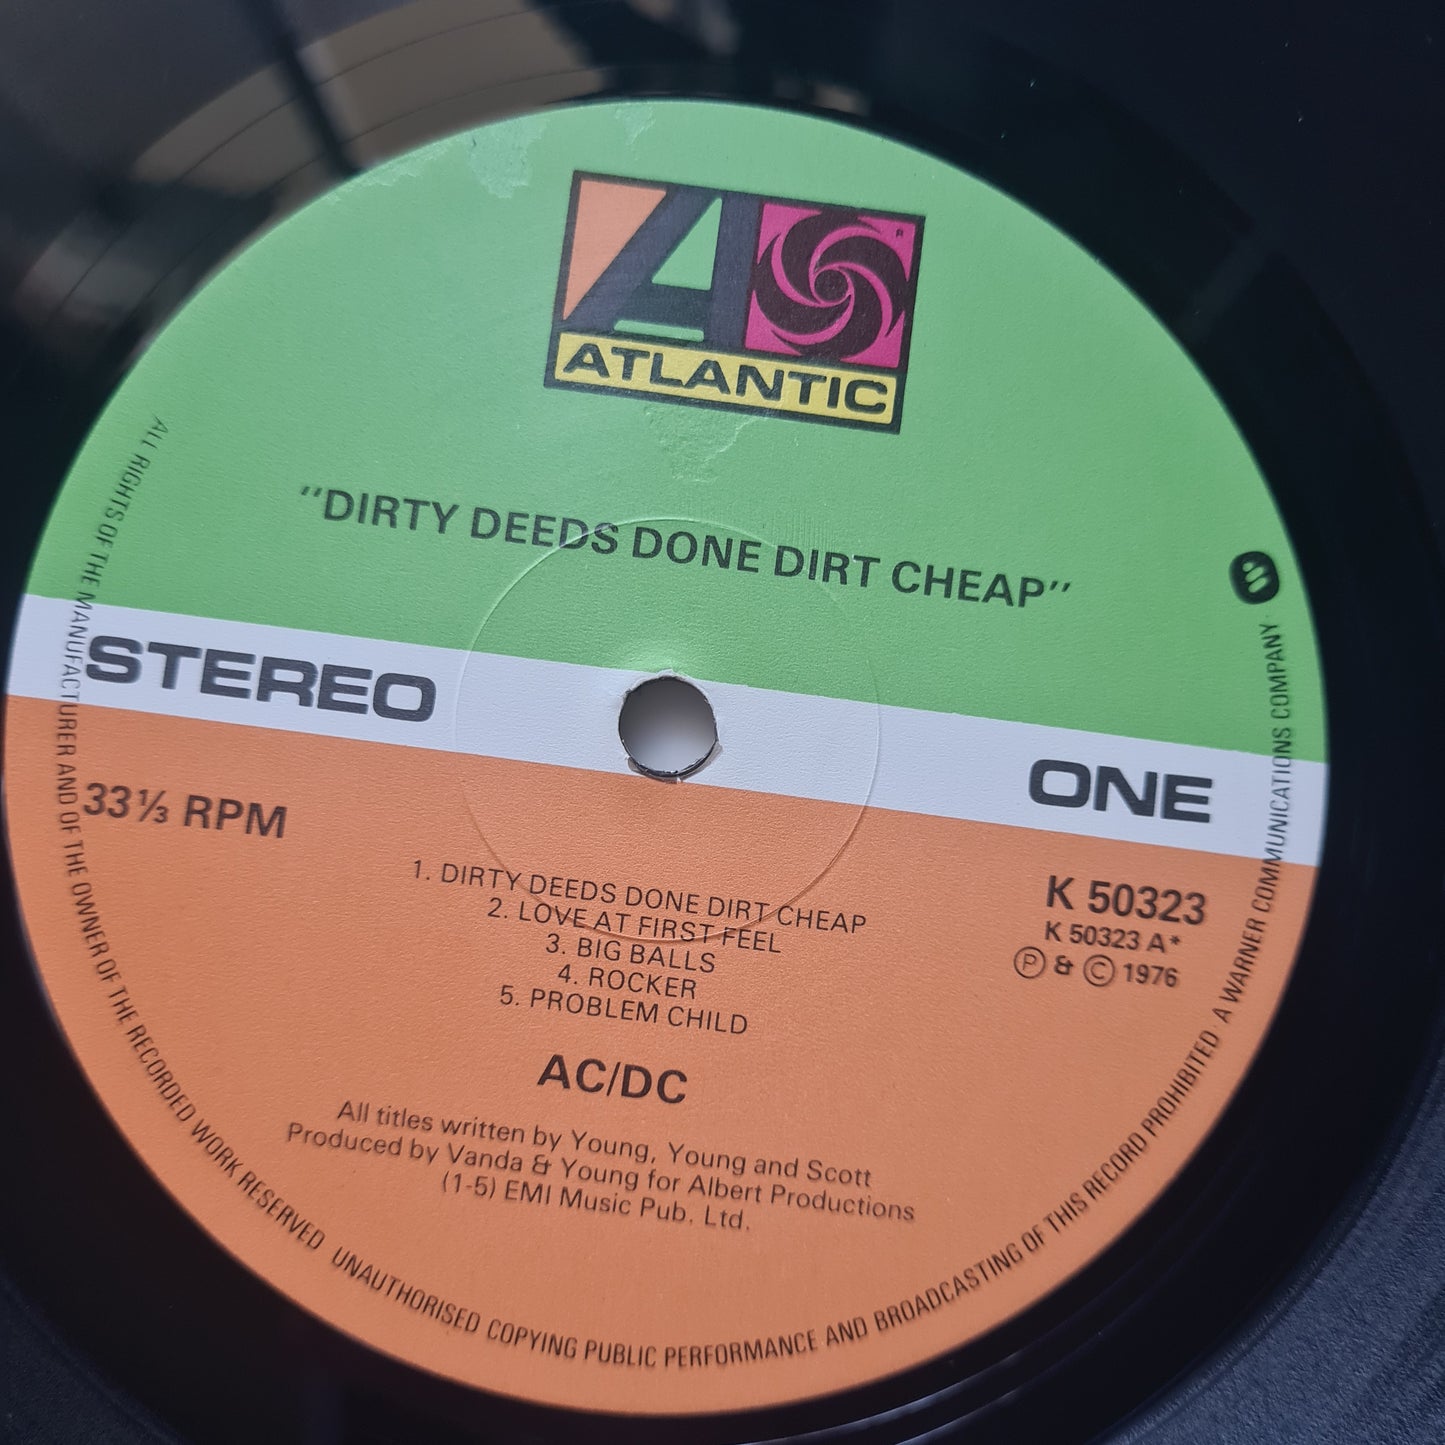 ATLANTIC
"DIRTY DEEDS DONE DIRT CHEAP"
STEREO
ONE
33⅓ RPM
K 50323
K 50323 A*
Ⓟ & © 1976
1. DIRTY DEEDS DONE DIRT CHEAP
2. LOVE AT FIRST FEEL
3. BIG BALLS
4. ROCKER
5. PROBLEM CHILD
AC/DC
All titles written by Young, Young and Scott
Produced by Vanda & Young for Albert Productions
(1-5) EMI Music Pub. Ltd.
ALL RIGHTS OF THE MANUFACTURER AND OF THE OWNER OF THE RECORDED WORK RESERVED UNAUTHORISED COPYING PUBLIC PERFORMANCE AND BROADCASTING OF THIS RECORD PROHIBITED · A WARNER COMMUNICATIONS COMPANY ·